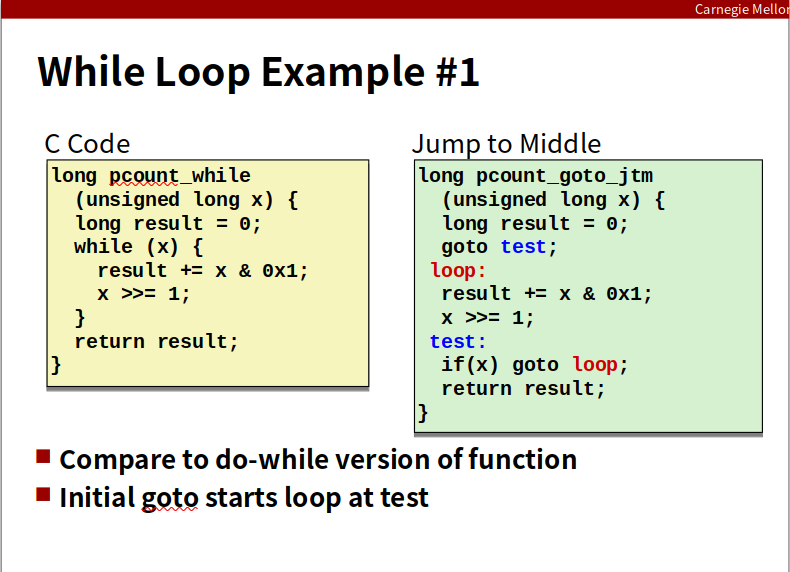 Carnegie Mellor
While Loop Example #1
C Code
long pcount_while
(unsigned long x) {
long result = 0;
while (x) {
result += x & 0x1;
x >>= 1;
}
return result;
}
Jump to Middle
long pcount_goto_jtm
(unsigned long x) {
long result = 0;
goto test;
loop:
result += x & 0x1;
x >>= 1;
test:
if(x) goto loop;
return result;
}
Compare to do-while version of function
Initial goto starts loop at test